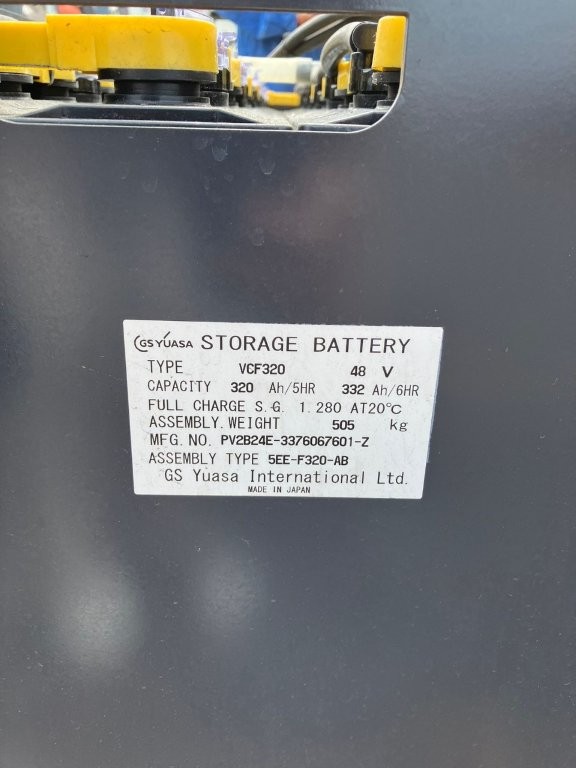 GS YUASA STORAGE BATTERY
TYPE VCF320 48 V
CAPACITY 320 Ah/5HR 332 Ah/6HR
FULL CHARGE S.G. 1.280 AT20℃
ASSEMBLY.WEIGHT 505 kg
MFG.NO. PV2B24E-3376067601-Z
ASSEMBLY TYPE 5EE-F320-AB
GS Yuasa International Ltd.
MADE IN JAPAN